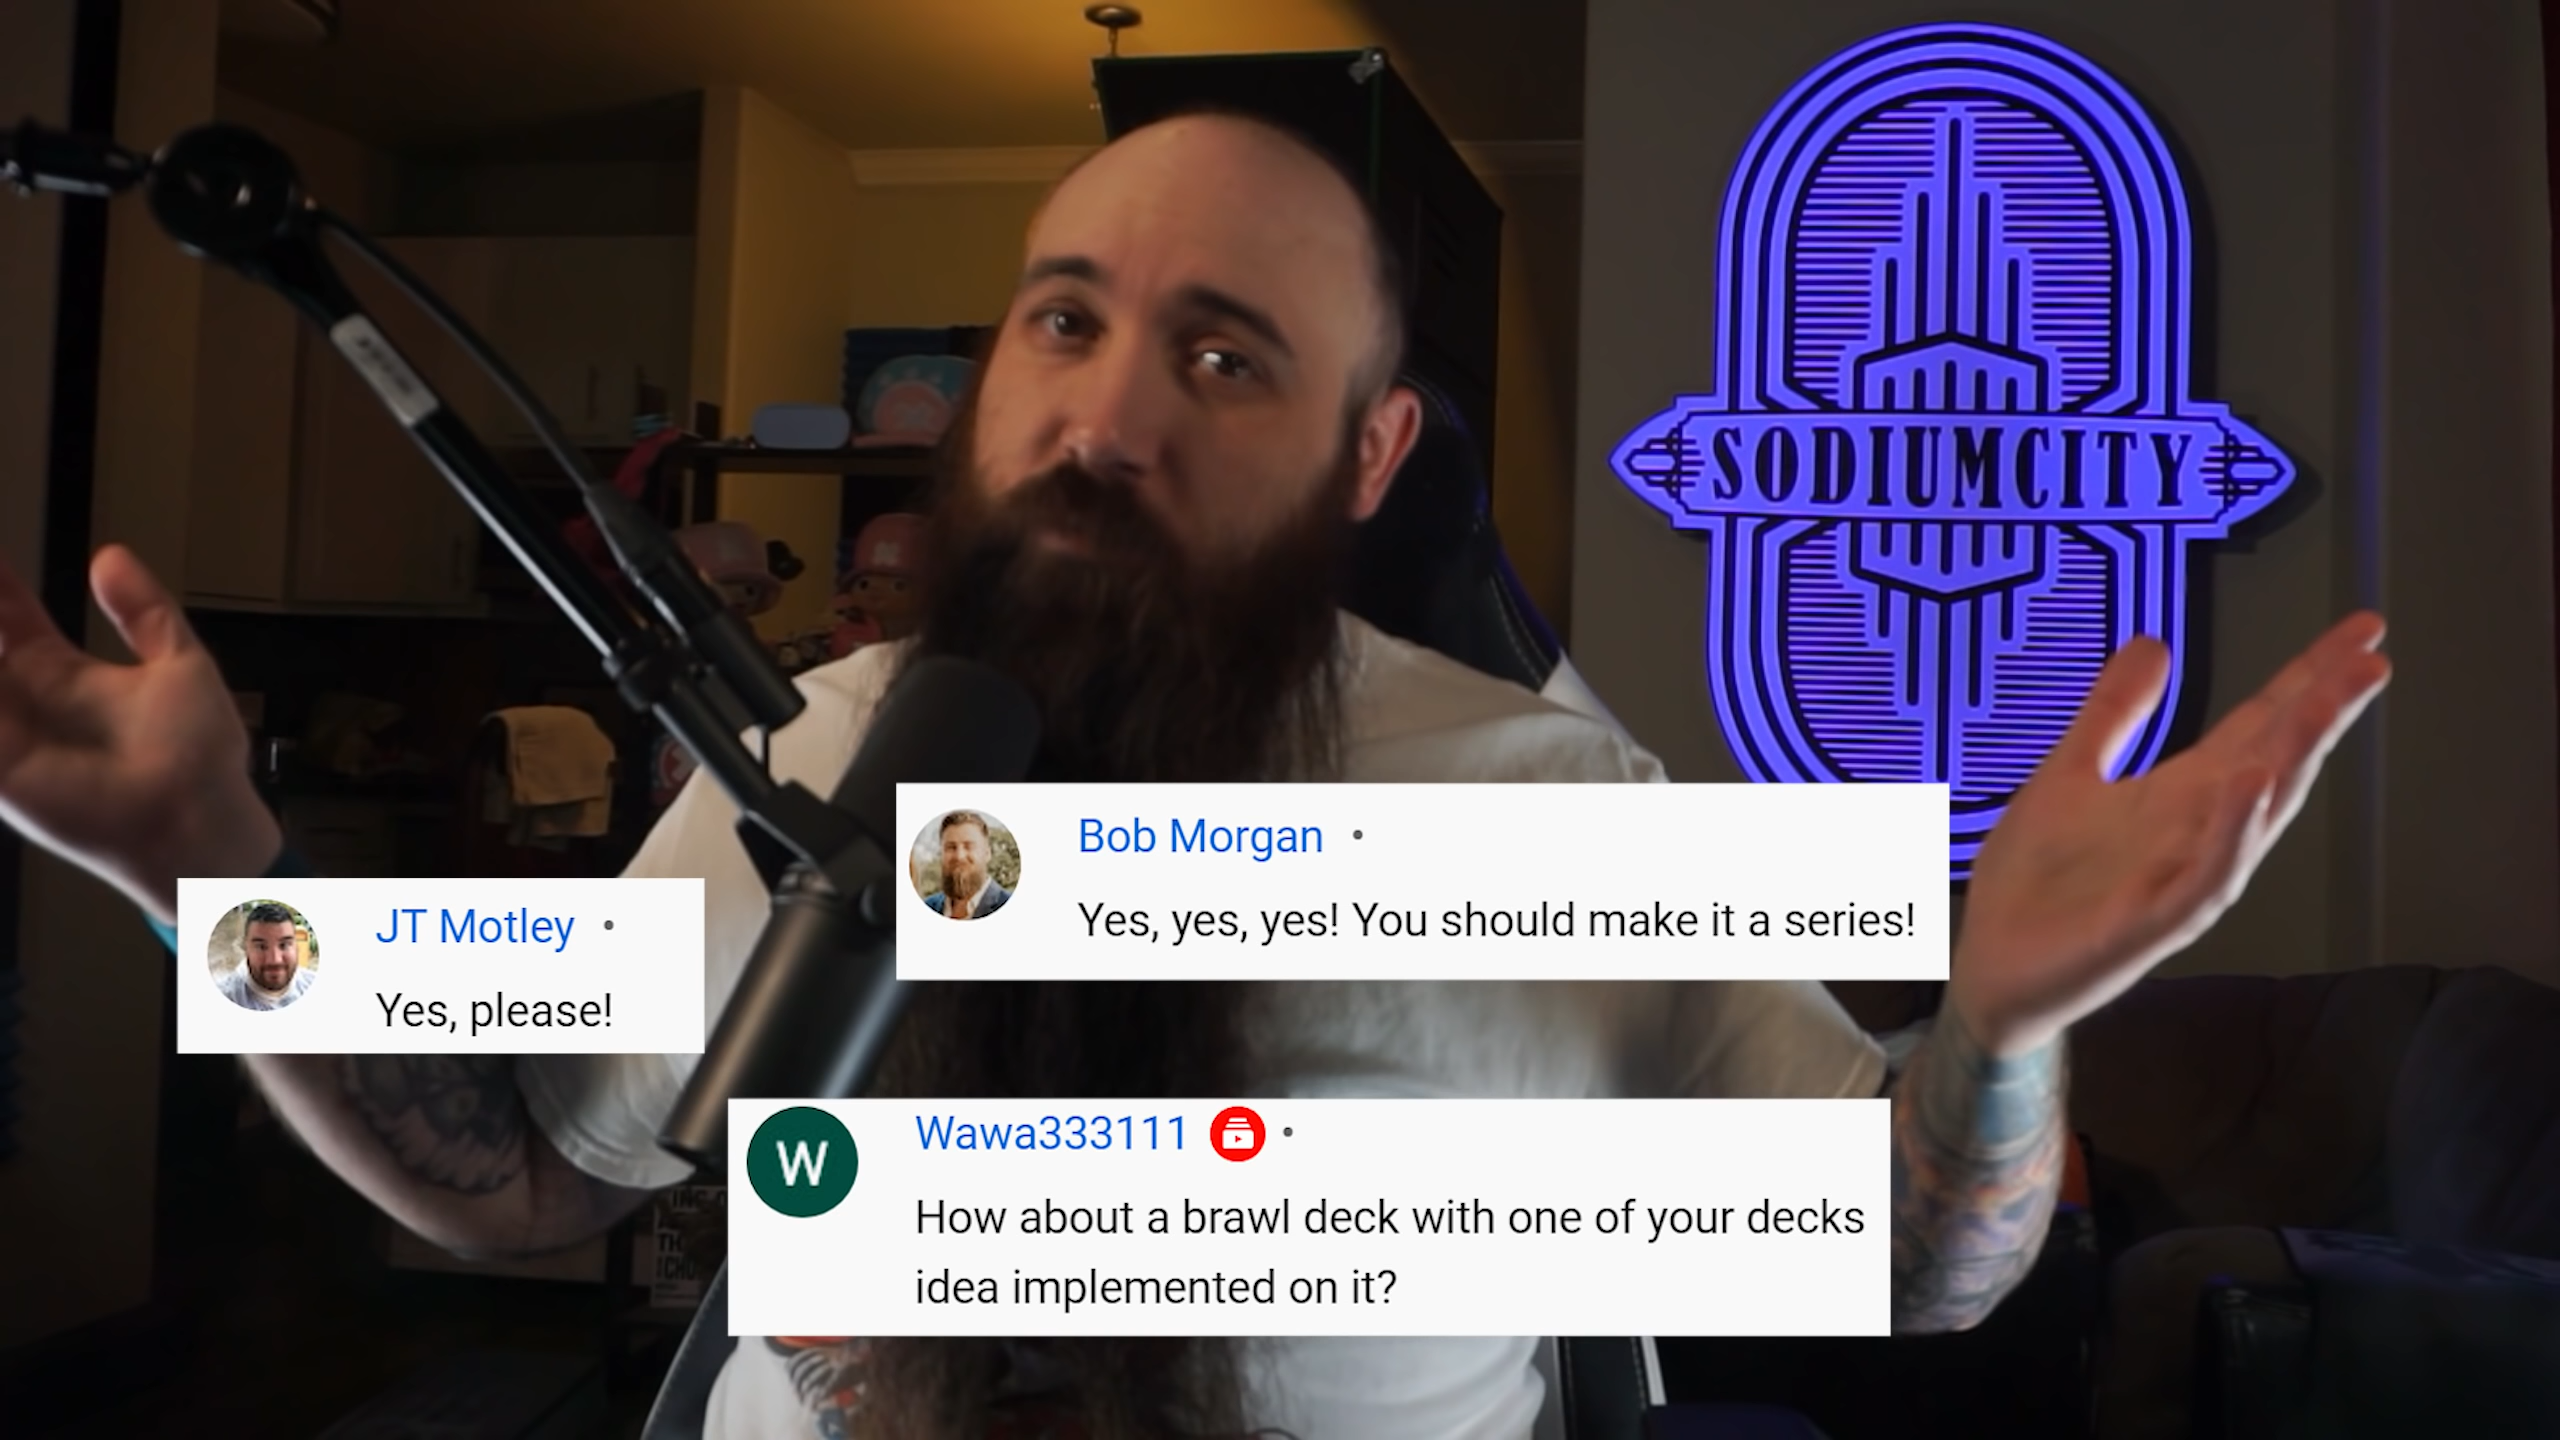 SODIUMCITY
Bob Morgan •
Yes, yes, yes! You should make it a series!
JT Motley •
Yes, please!
W
Wawa333111 •
How about a brawl deck with one of your decks
idea implemented on it?